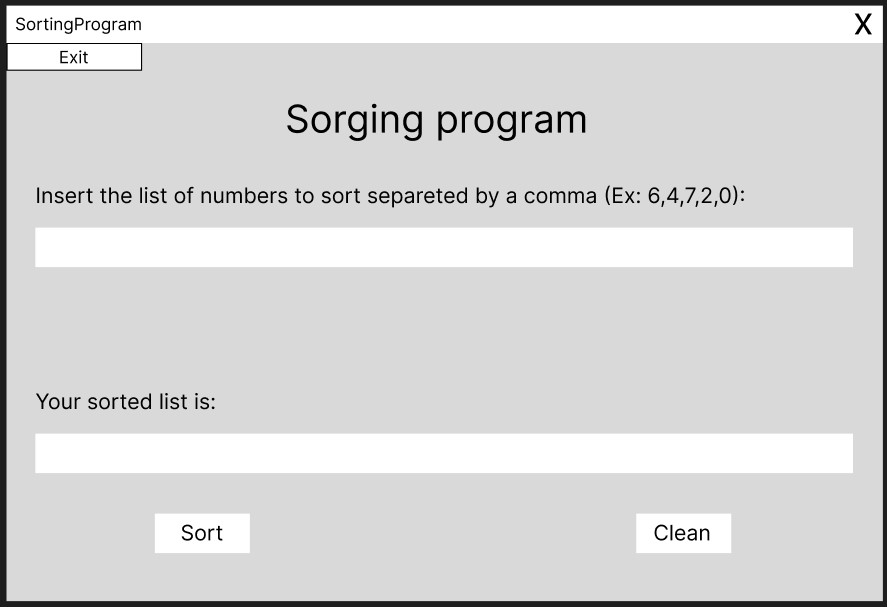 SortingProgram
X
Exit
Sorging program
Insert the list of numbers to sort separeted by a comma (Ex: 6,4,7,2,0):
Your sorted list is:
Sort
Clean